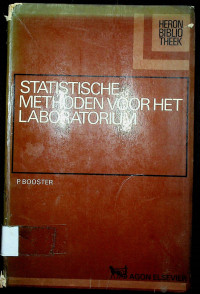 HERON
BIBLIO
THEEK
STATISTISCHE
METHODEN VOOR HET
LABORATORIUM
P. BOOSTER
AGON ELSEVIER